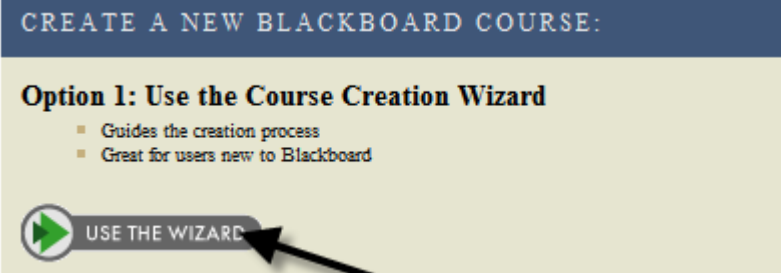 CREATE A NEW BLACKBOARD COURSE:
Option 1: Use the Course Creation Wizard
Guides the creation process
Great for users new to Blackboard
USE THE WIZARD